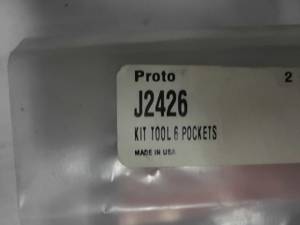 Proto 2
J2426
KIT TOOL 6 POCKETS
MADE IN USA